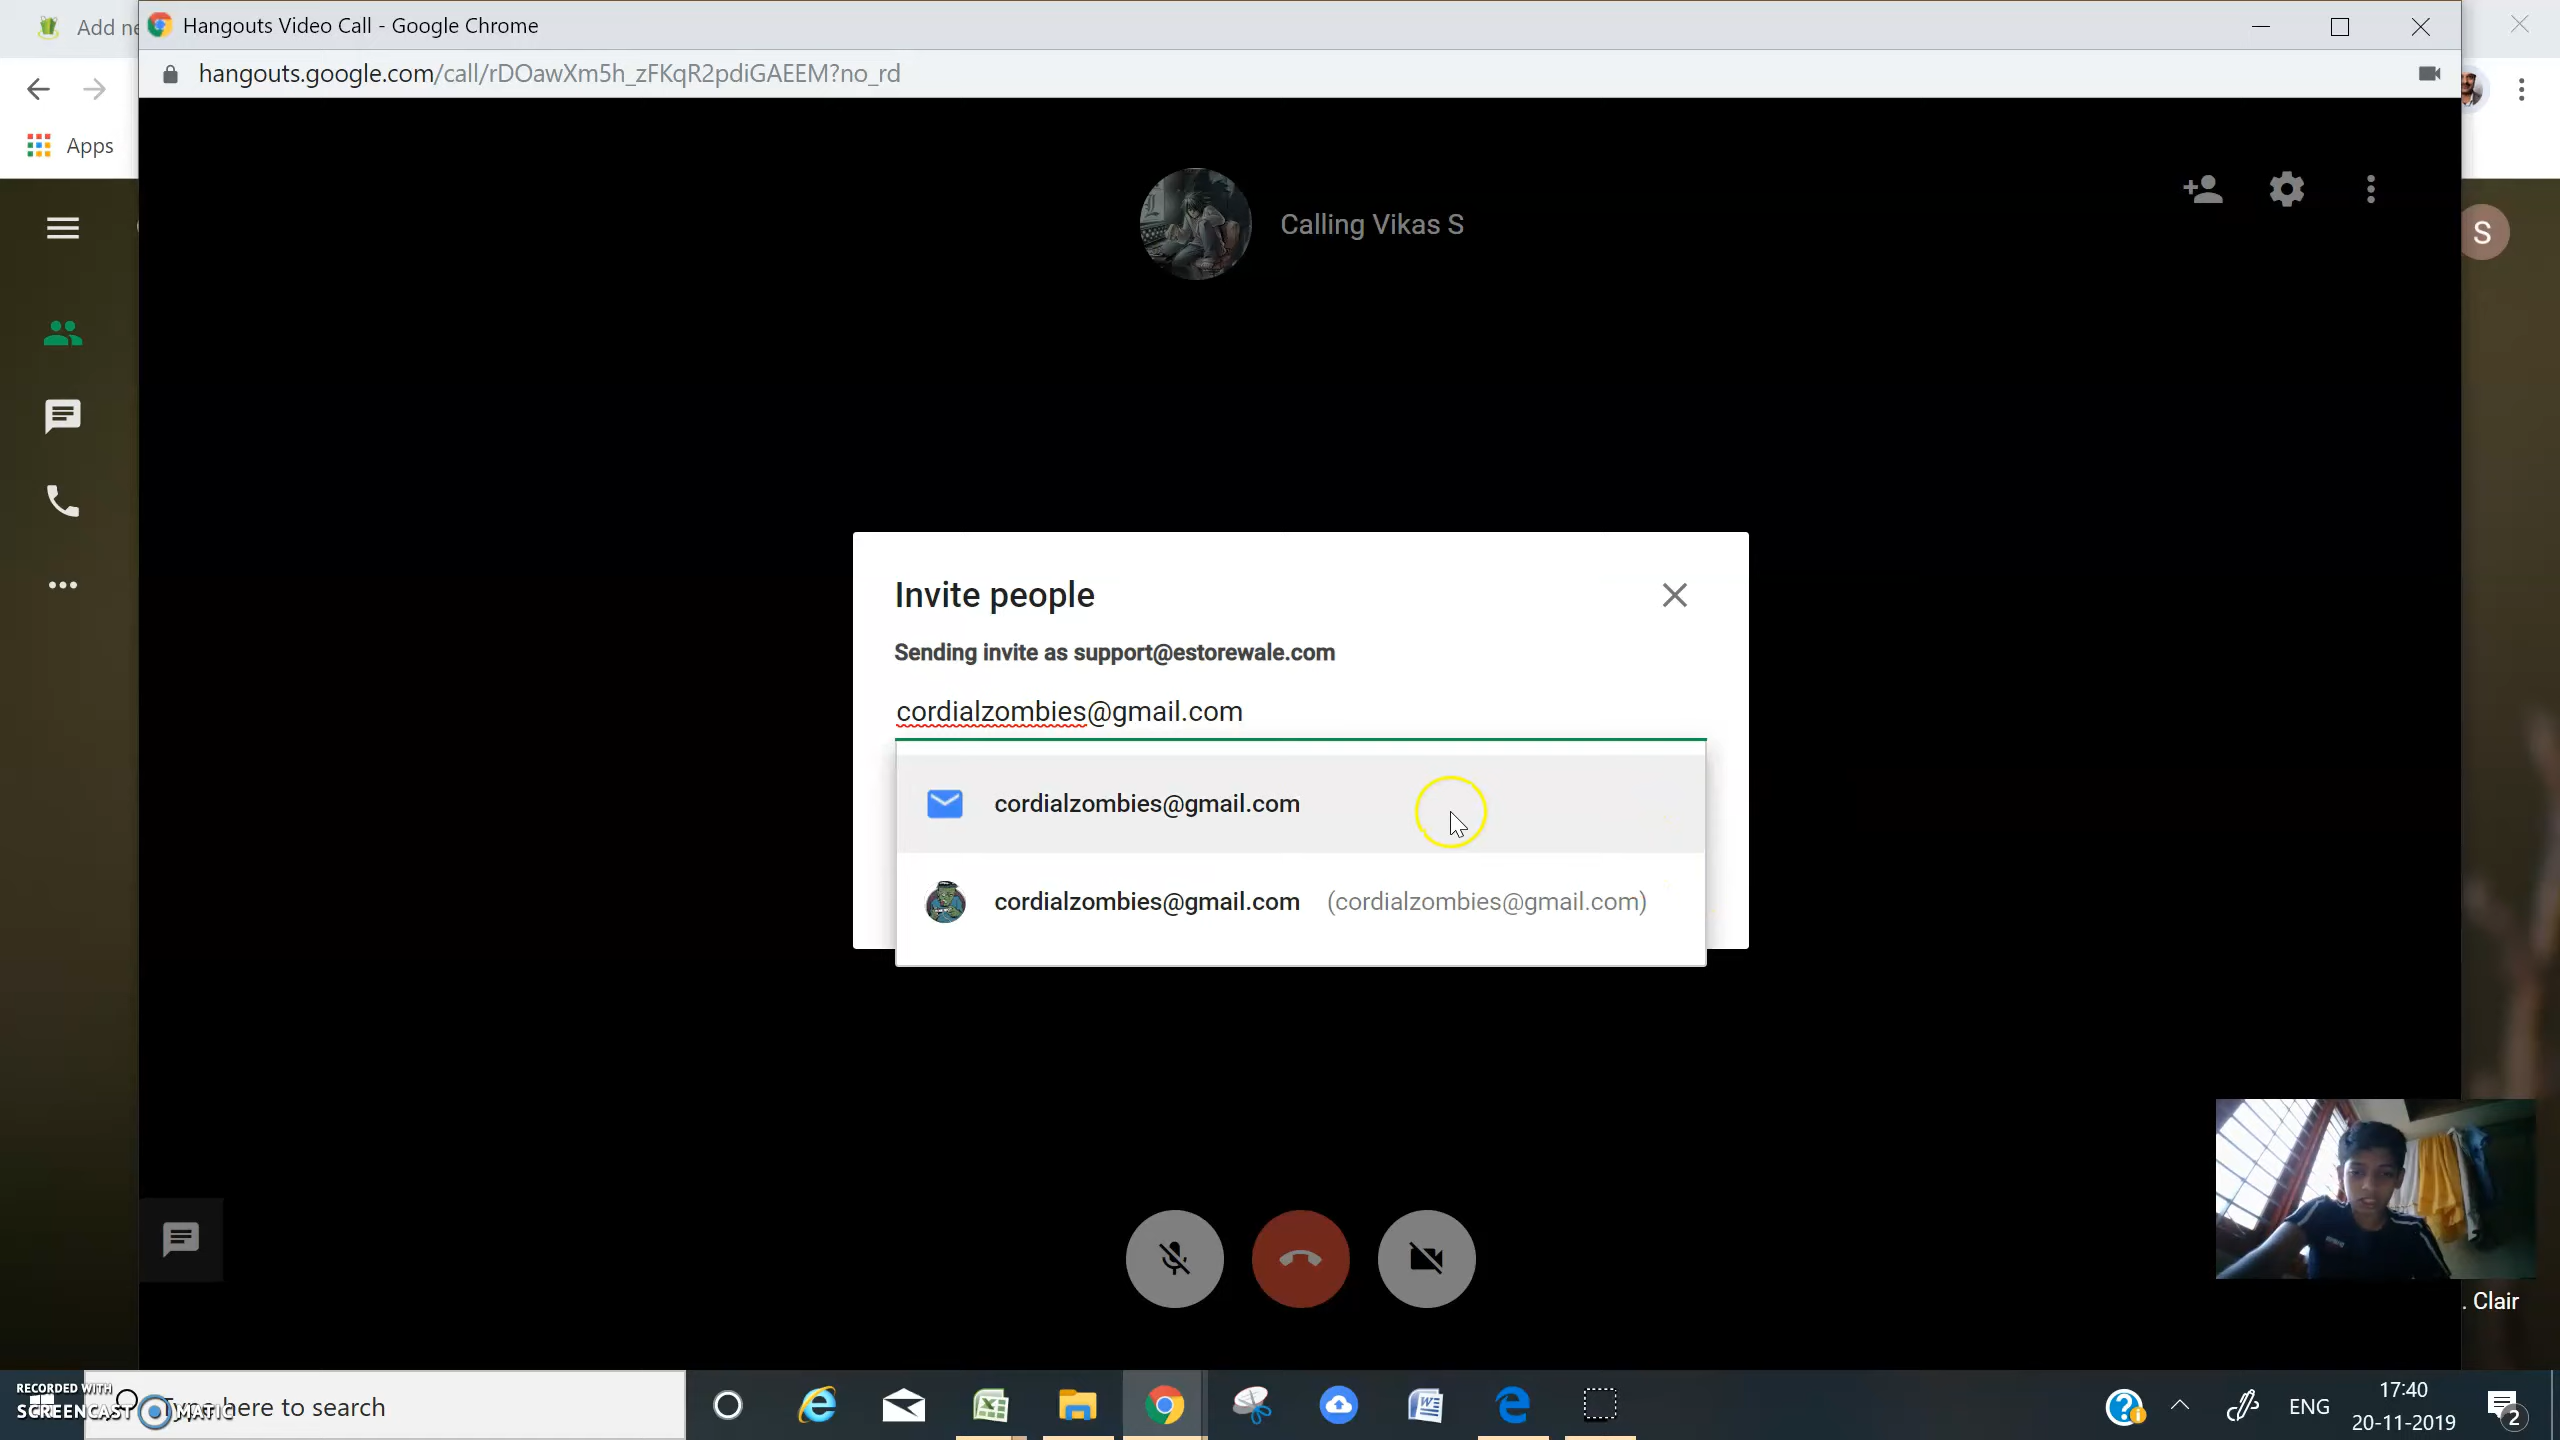 Add ne
Hangouts Video Call - Google Chrome
hangouts.google.com/call/rDOawXm5h_zFKqR2pdiGAEEM?no_rd
Apps
Calling Vikas S
S
Invite people
Sending invite as support@estorewale.com
cordialzombies@gmail.com
cordialzombies@gmail.com
cordialzombies@gmail.com (cordialzombies@gmail.com)
. Clair
RECORDED WITH
SCREENCAST MATIC
here to search
ENG
17:40
20-11-2019
2